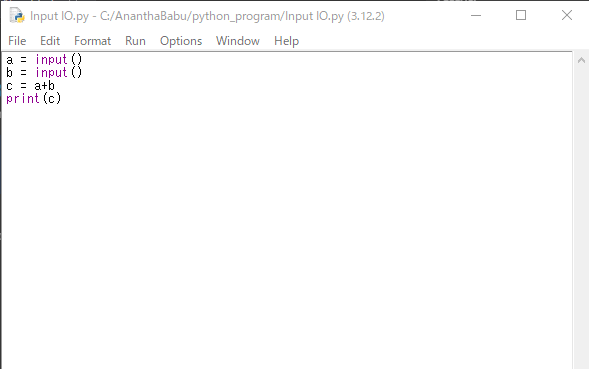 Input IO.py - C:/AnanthaBabu/python_program/Input IO.py (3.12.2)
File Edit Format Run Options Window Help
a = input()
b = input()
c = a+b
print(c)